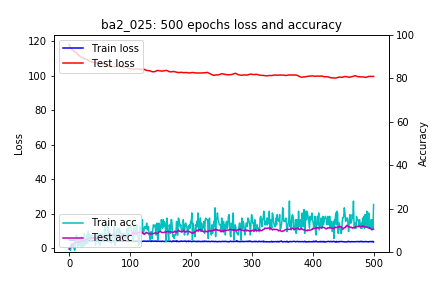 ba2_025: 500 epochs loss and accuracy
Train loss
Test loss
Train acc
Test acc
Loss
Accuracy
120
100
80
60
40
20
0
100
80
60
40
20
0
0 100 200 300 400 500